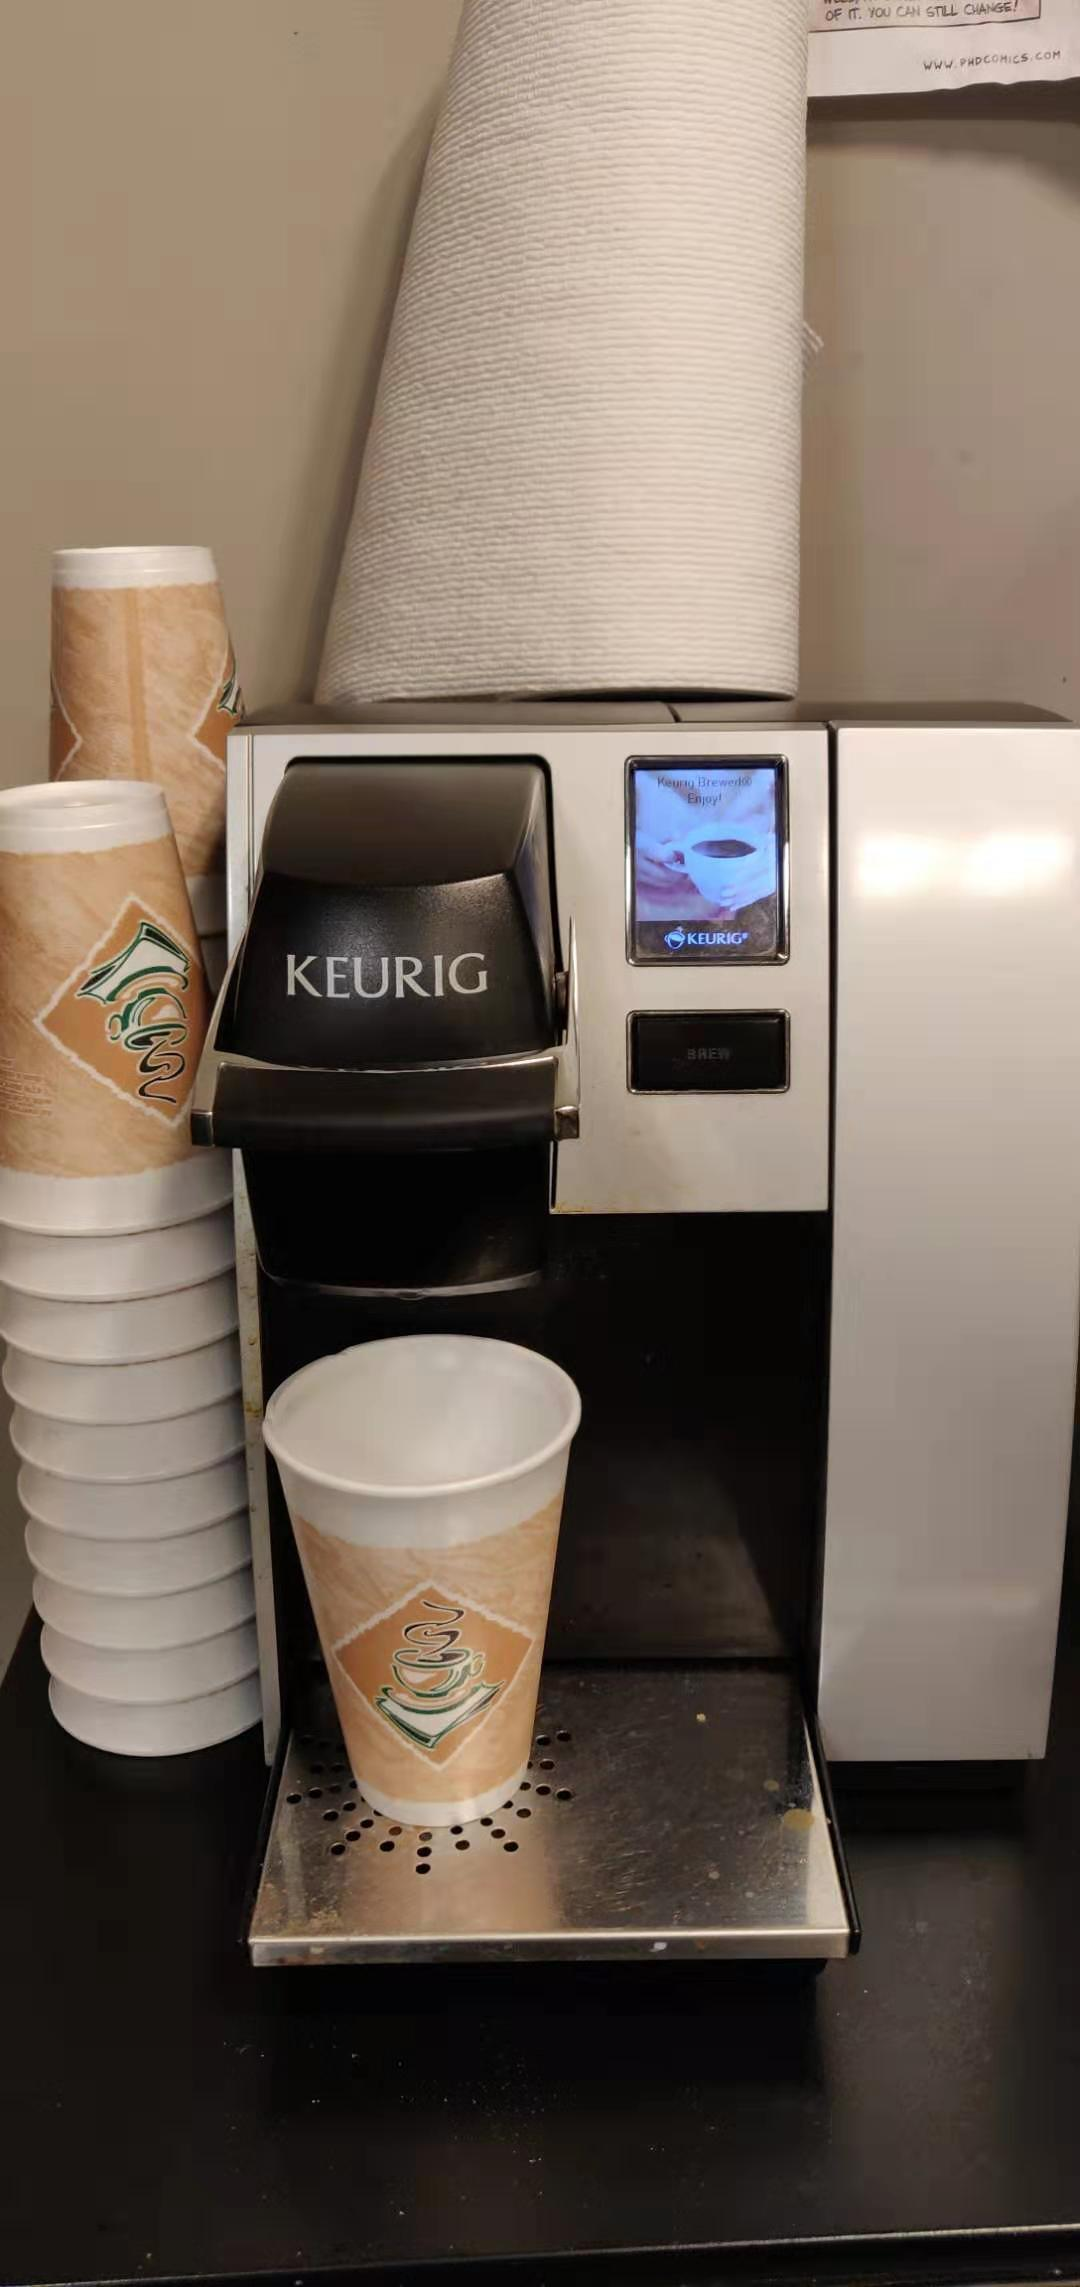 OF IT. YOU CAN STILL CHANGE!
WWW.PHDCOMICS.COM
Keurig Brewed®
Enjoy!
KEURIG®
KEURIG
BREW